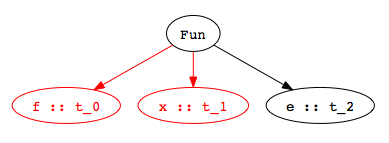 Fun
f :: t_0
x :: t_1
e :: t_2